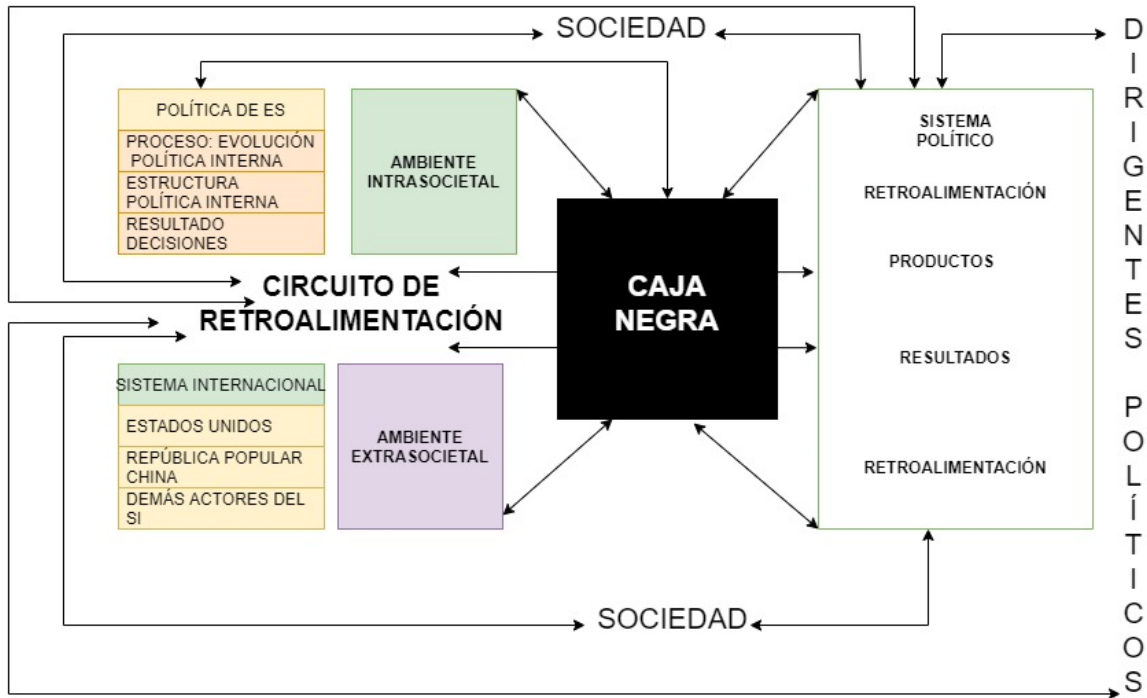 SOCIEDAD
POLÍTICA DE ES
PROCESO: EVOLUCIÓN
POLÍTICA INTERNA
ESTRUCTURA
POLÍTICA INTERNA
RESULTADO
DECISIONES
AMBIENTE
INTRASOCIETAL
CIRCUITO DE
RETROALIMENTACIÓN
SISTEMA INTERNACIONAL
ESTADOS UNIDOS
REPÚBLICA POPULAR
CHINA
DEMÁS ACTORES DEL
SI
AMBIENTE
EXTRASOCIETAL
CAJA
NEGRA
SISTEMA
POLÍTICO
RETROALIMENTACIÓN
PRODUCTOS
RESULTADOS
RETROALIMENTACIÓN
SOCIEDAD
DIRIGENTES POLÍTICOS